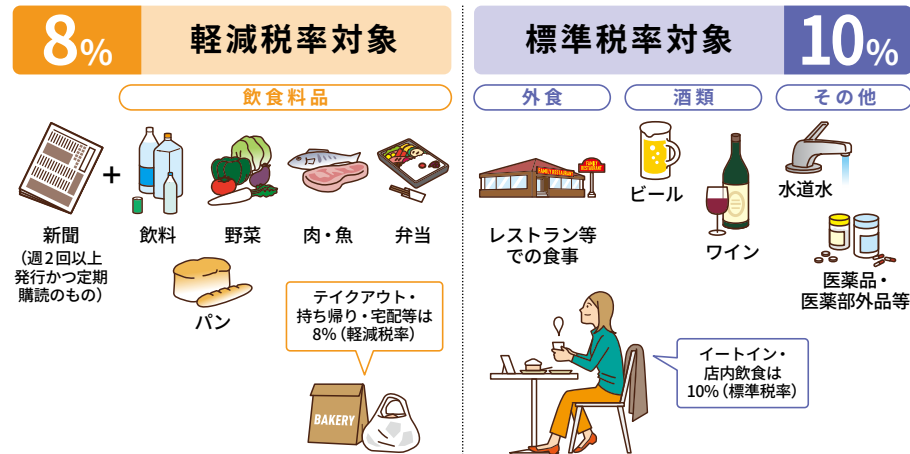 8%
軽減税率対象
飲食料品
新聞
(週2回以上
発行かつ定期
購読のもの)
+
飲料
野菜
肉・魚
弁当
パン
テイクアウト・
持ち帰り・宅配等は
8%(軽減税率)
BAKERY
標準税率対象
10%
外食
酒類
その他
FAMILY RESTAURANT
FAMILY
RESTAURANT
レストラン等
での食事
ビール
ワイン
水道水
医薬品・
医薬部外品等
イートイン・
店内飲食は
10%(標準税率)